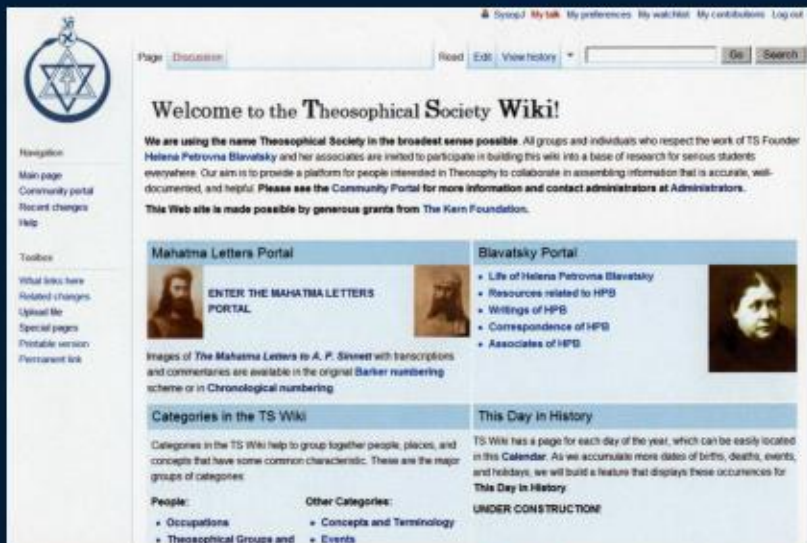 SysopJ My talk My preferences My watchlist My contributions Log out
Page Discussion Read Edit View history Go Search
Welcome to the Theosophical Society Wiki!
We are using the name Theosophical Society in the broadest sense possible. All groups and individuals who respect the work of TS Founder
Helena Petrovna Blavatsky and her associates are invited to participate in building this wiki into a base of research for serious students
everywhere. Our aim is to provide a platform for people interested in Theosophy to collaborate in assembling information that is accurate, well-
documented, and helpful. Please see the Community Portal for more information and contact administrators at Administrators.
This Web site is made possible by generous grants from The Kern Foundation.
Navigation
Main page
Community portal
Recent changes
Help
Toolbox
What links here
Related changes
Upload file
Special pages
Printable version
Permanent link
Mahatma Letters Portal
ENTER THE MAHATMA LETTERS
PORTAL
Images of The Mahatma Letters to A. P. Sinnett with transcriptions
and commentaries are available in the original Barker numbering
scheme or in Chronological numbering
Blavatsky Portal
Life of Helena Petrovna Blavatsky
Resources related to HPB
Writings of HPB
Correspondence of HPB
Associates of HPB
Categories in the TS Wiki
Categories in the TS Wiki help to group together people, places, and
concepts that have some common characteristic. These are the major
groups of categories:
People:
Occupations
Theosophical Groups and
Other Categories:
Concepts and Terminology
Events
This Day in History
TS Wiki has a page for each day of the year, which can be easily located
in this Calendar. As we accumulate more dates of births, deaths, events,
and holidays, we will build a feature that displays these occurrences for
This Day in History.
UNDER CONSTRUCTION!